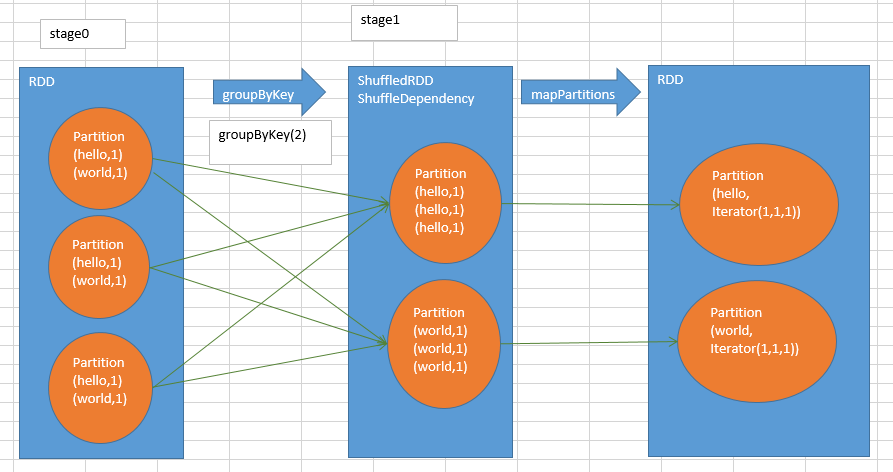 stage0
stage1
RDD
groupByKey
groupByKey(2)
ShuffledRDD
ShuffleDependency
mapPartitions
RDD
Partition
(hello,1)
(world,1)
Partition
(hello,1)
(world,1)
Partition
(hello,1)
(world,1)
Partition
(hello,1)
(hello,1)
(hello,1)
Partition
(world,1)
(world,1)
(world,1)
Partition
(hello,
Iterator(1,1,1))
Partition
(world,
Iterator(1,1,1))